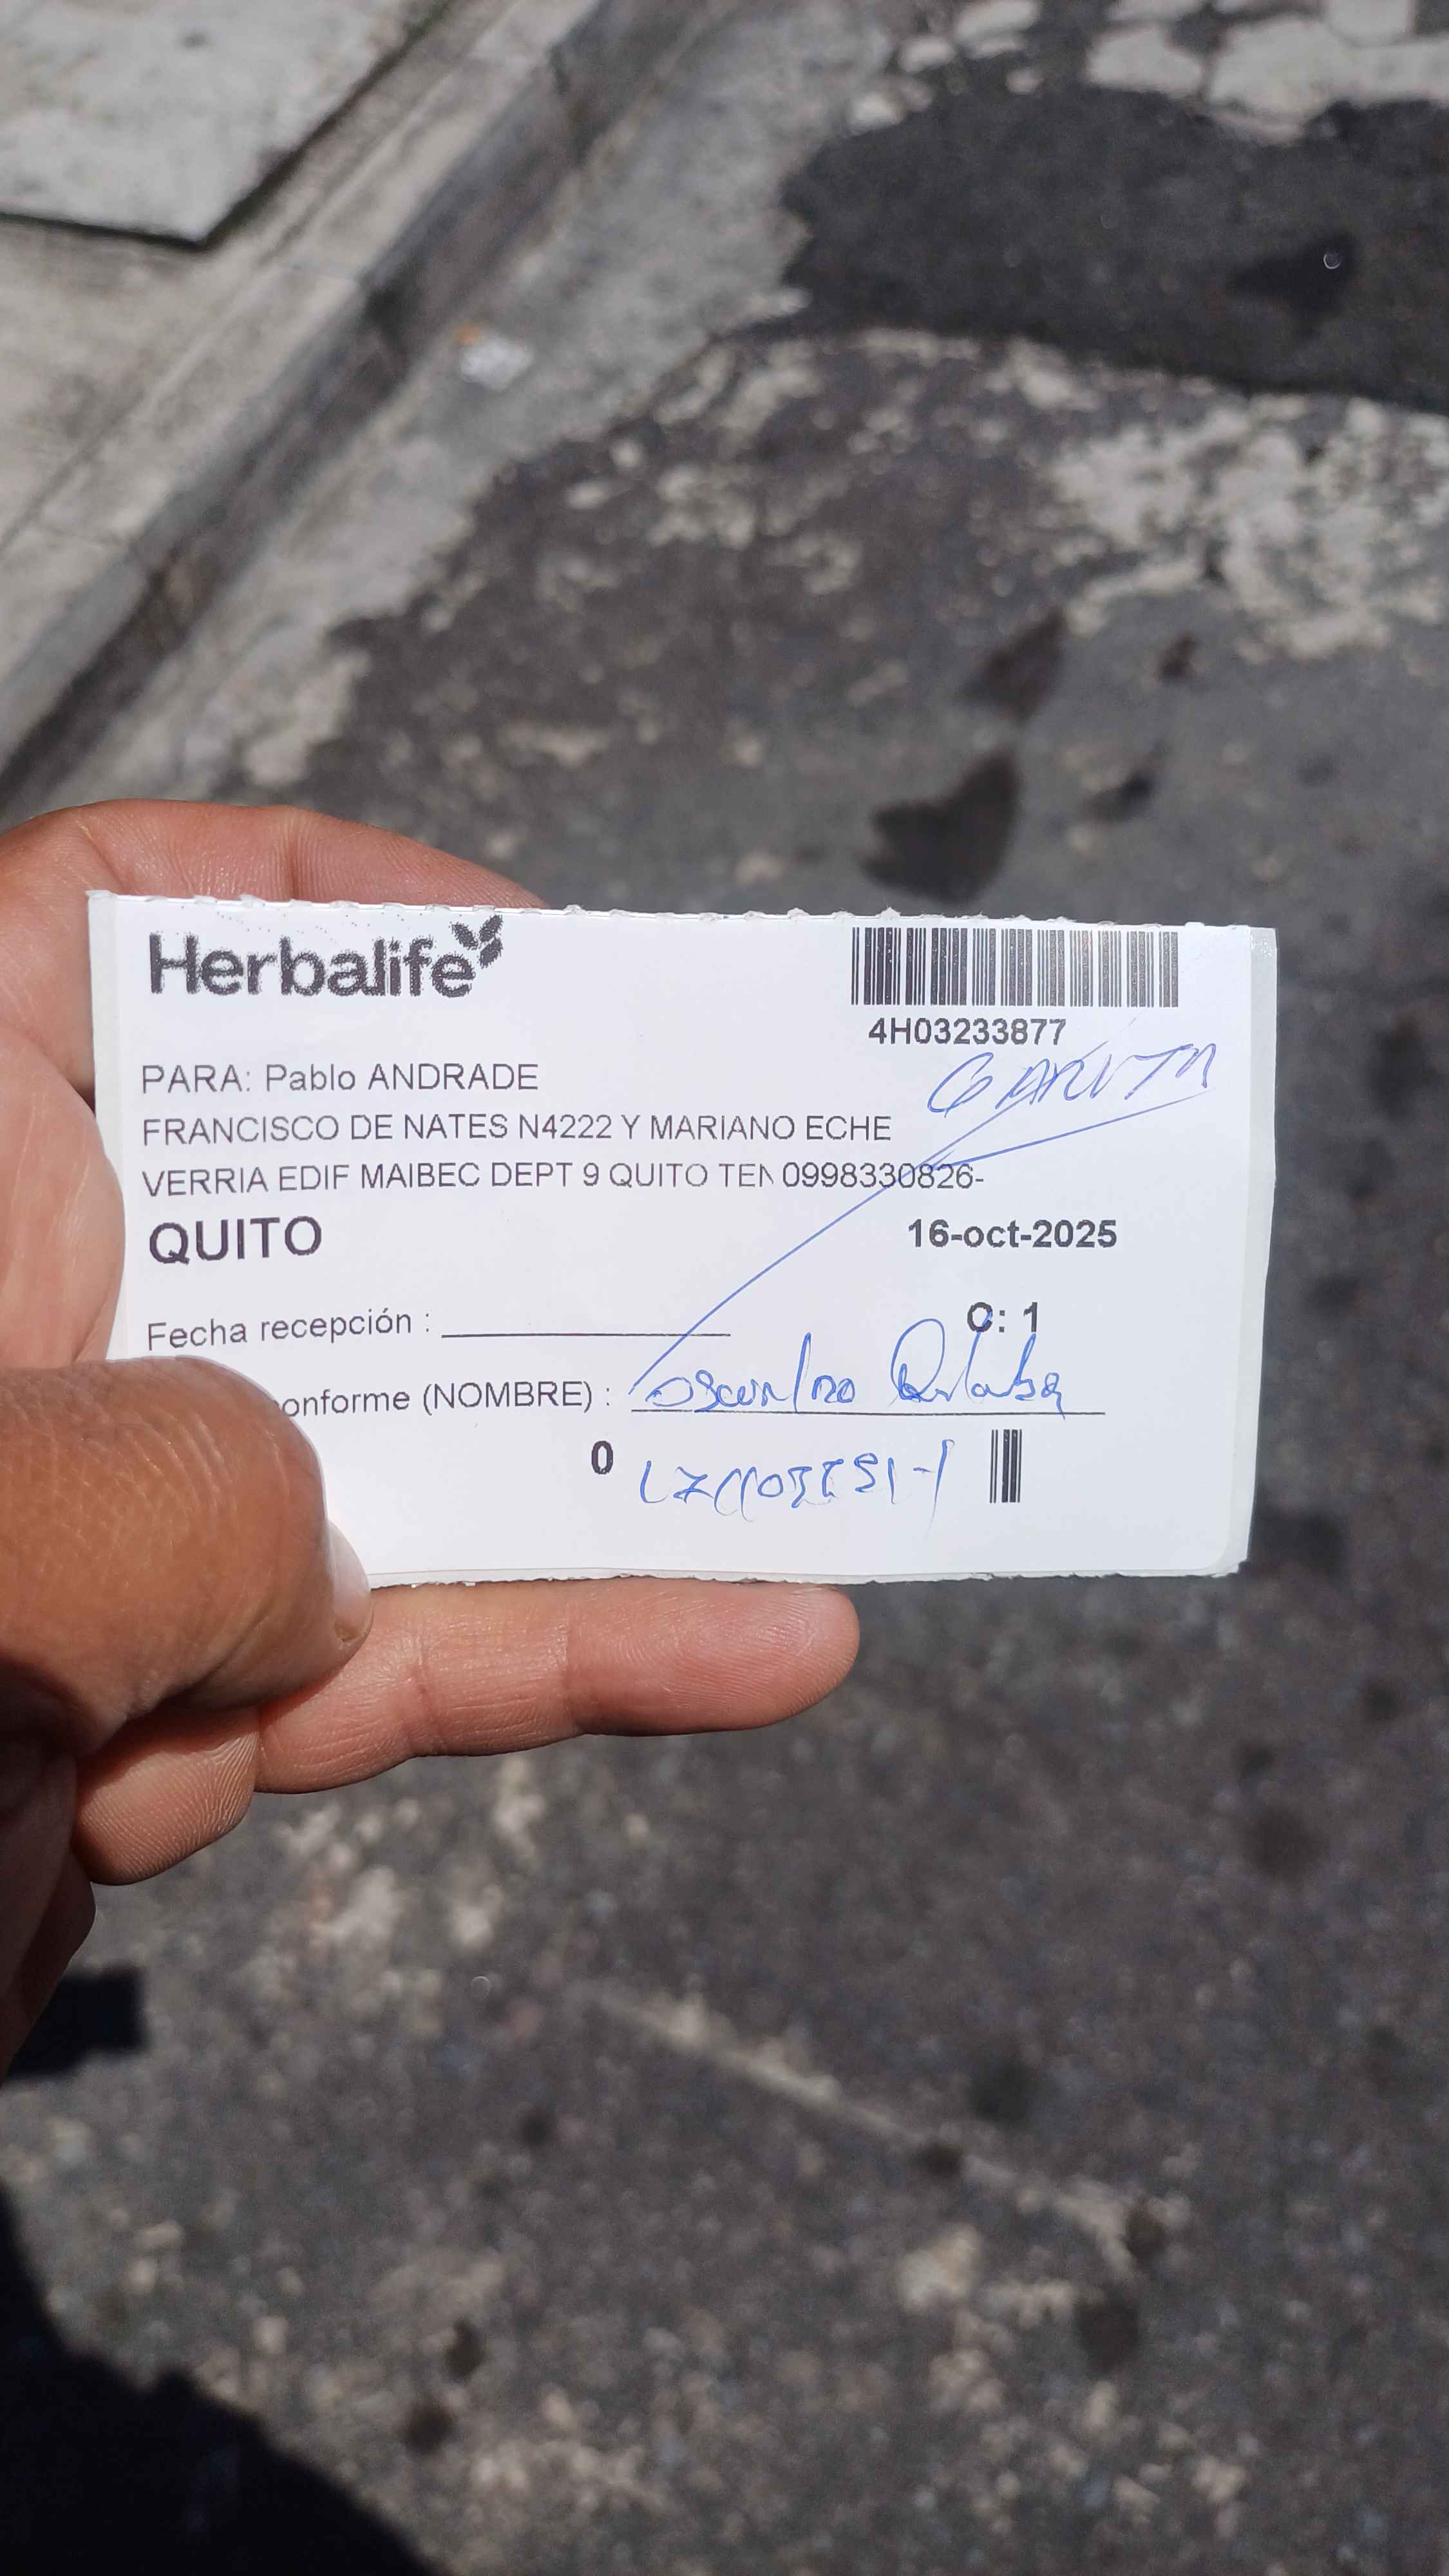 Herbalife
4H03233877
PARA: Pablo ANDRADE
FRANCISCO DE NATES N4222 Y MARIANO ECHE
VERRIA EDIF MAIBEC DEPT 9 QUITO TEN 0998330826-
QUITO
16-oct-2025
Fecha recepción :
C: 1
onforme (NOMBRE) :
0